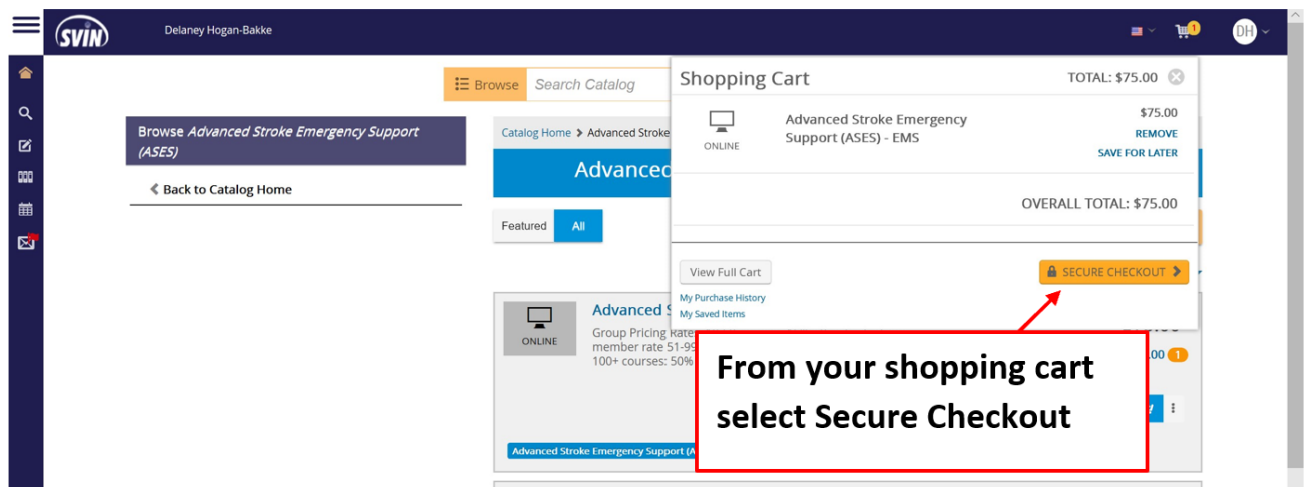 SVIN
Delaney Hogan-Bakke
1
DH
Browse
Search Catalog
Shopping Cart
TOTAL: $75.00
ONLINE
Advanced Stroke Emergency
Support (ASES) - EMS
$75.00
REMOVE
SAVE FOR LATER
OVERALL TOTAL: $75.00
View Full Cart
SECURE CHECKOUT
My Purchase History
My Saved Items
Browse Advanced Stroke Emergency Support
(ASES)
Back to Catalog Home
Catalog Home > Advanced Stroke
Advanced
Featured
All
ONLINE
Advanced
Group Pricing Rate
member rate 51-99
100+ courses: 50%
.00 1
Advanced Stroke Emergency Support
From your shopping cart
select Secure Checkout